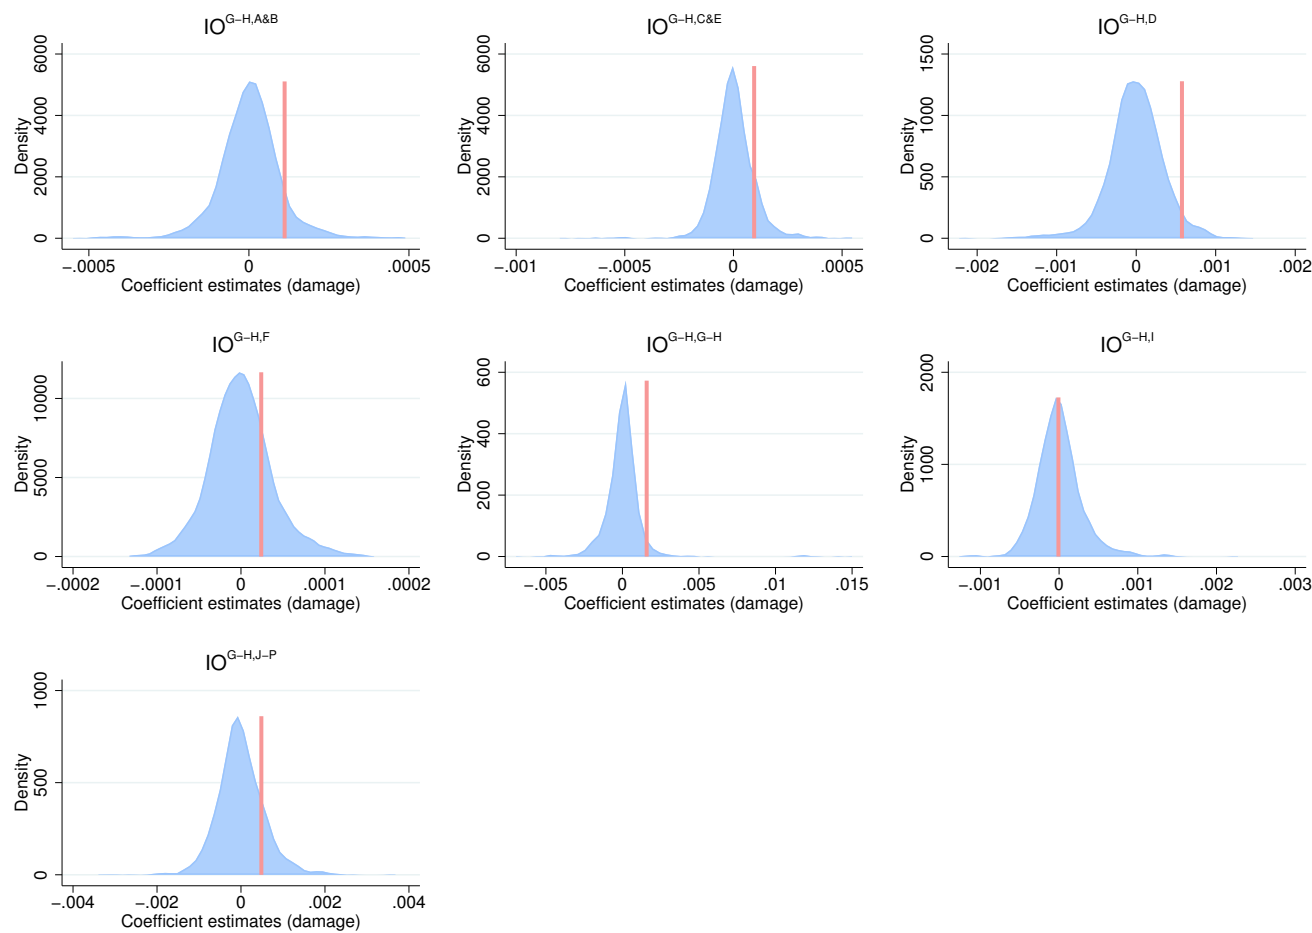 IO^G−H,A&B
6000
4000
2000
0
Density
−.0005
0
.0005
Coefficient estimates (damage)
IO^G−H,C&E
6000
4000
2000
0
Density
−.001
−.0005
0
.0005
Coefficient estimates (damage)
IO^G−H,D
1500
1000
500
0
Density
−.002
−.001
0
.001
.002
Coefficient estimates (damage)
IO^G−H,F
10000
5000
0
Density
−.0002
−.0001
0
.0001
.0002
Coefficient estimates (damage)
IO^G−H,G−H
600
400
200
0
Density
−.005
0
.005
.01
.015
Coefficient estimates (damage)
IO^G−H,I
2000
1000
0
Density
−.001
0
.001
.002
.003
Coefficient estimates (damage)
IO^G−H,J−P
1000
500
0
Density
−.004
−.002
0
.002
.004
Coefficient estimates (damage)